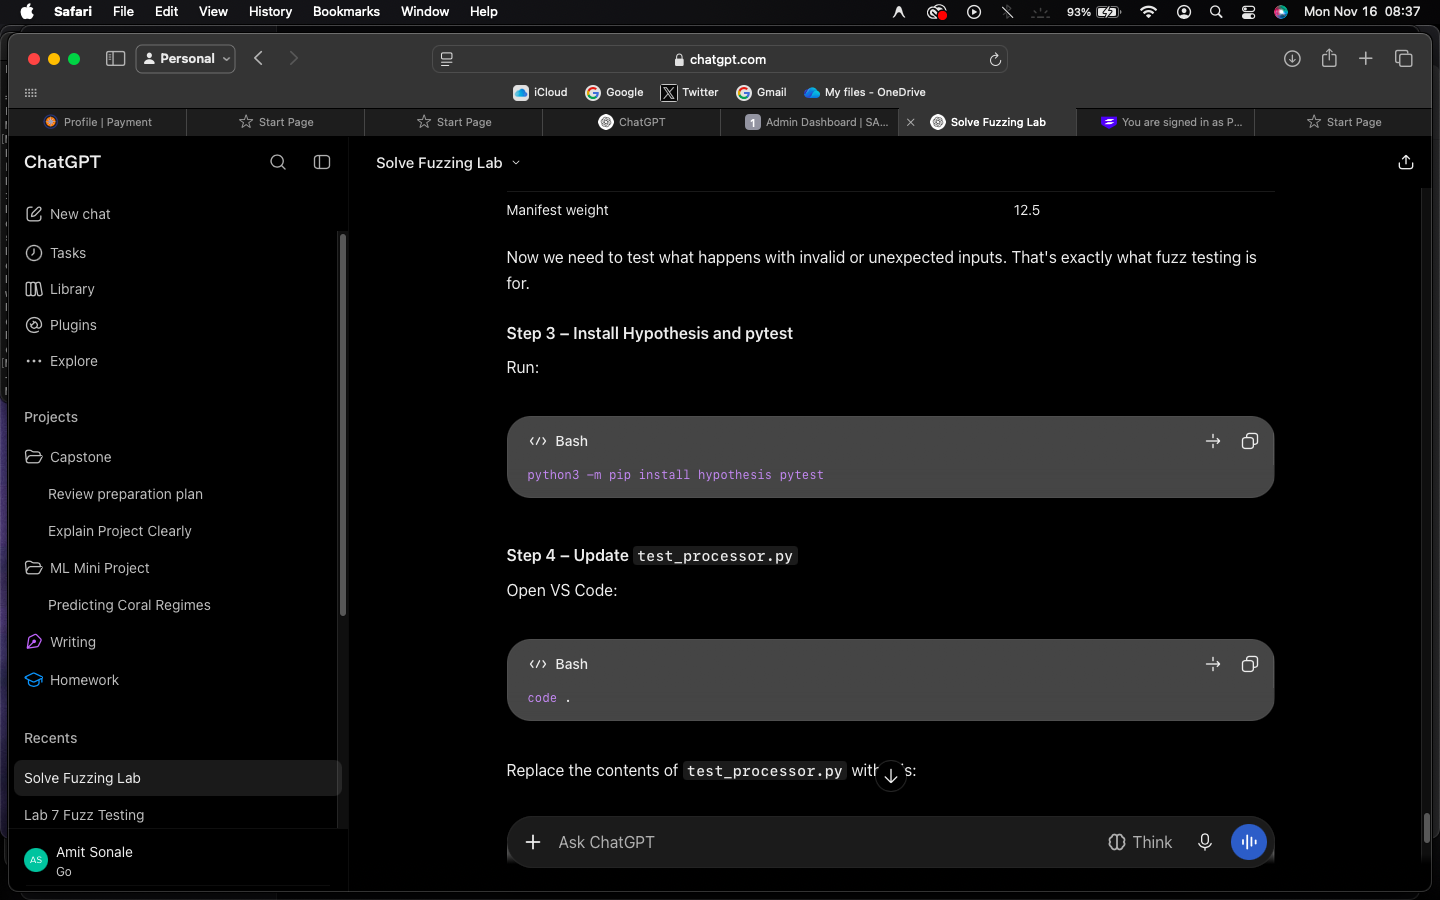 Safari File Edit View History Bookmarks Window Help 93% Mon Nov 16 08:37
Personal chatgpt.com
iCloud Google Twitter Gmail My files - OneDrive
Profile | Payment Start Page Start Page ChatGPT 1 Admin Dashboard | SA... Solve Fuzzing Lab You are signed in as P... Start Page
ChatGPT
New chat
Tasks
Library
Plugins
Explore
Projects
Capstone
Review preparation plan
Explain Project Clearly
ML Mini Project
Predicting Coral Regimes
Writing
Homework
Recents
Solve Fuzzing Lab
Lab 7 Fuzz Testing
AS Amit Sonale
Go
Solve Fuzzing Lab
Manifest weight 12.5
Now we need to test what happens with invalid or unexpected inputs. That's exactly what fuzz testing is
for.
Step 3 – Install Hypothesis and pytest
Run:
Bash
python3 -m pip install hypothesis pytest
Step 4 – Update test_processor.py
Open VS Code:
Bash
code .
Replace the contents of test_processor.py with
Ask ChatGPT Think